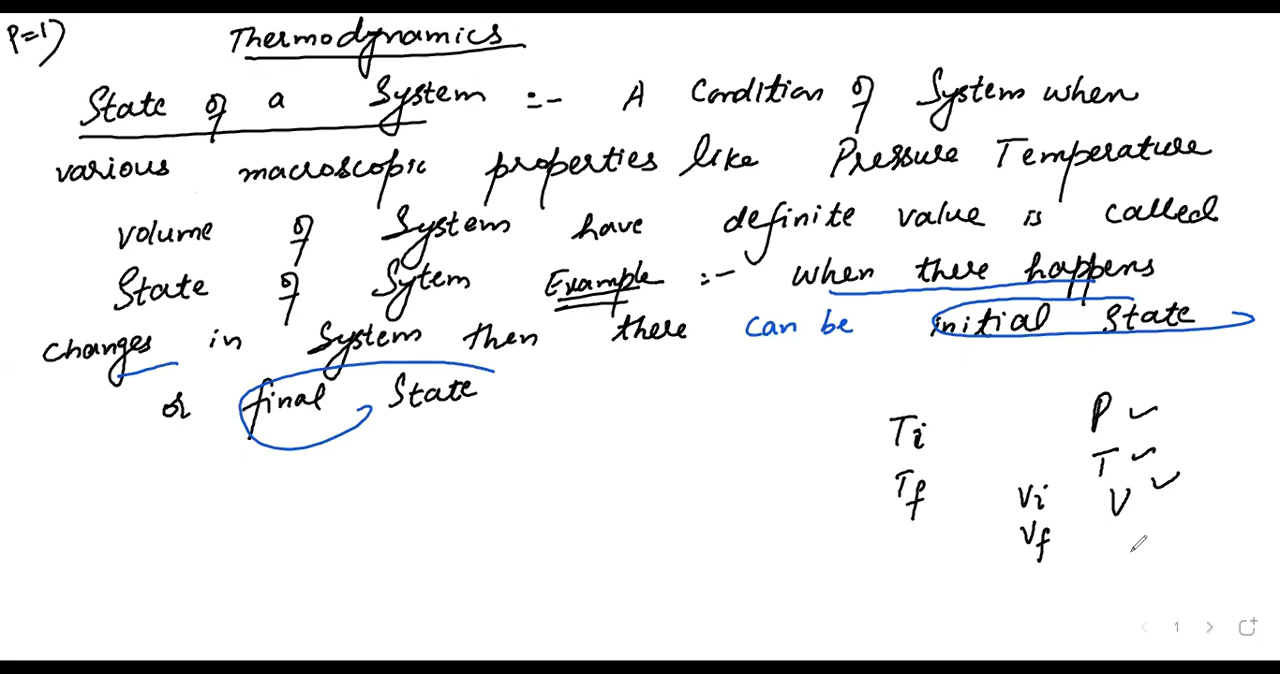 P=1)
Thermodynamics
State of a System :- A Condition of System when
various macroscopic properties like Pressure Temperature
volume of System have definite value is called
State of Sytem Example :- when there happens
changes in System then there can be initial State
or final State
Ti P
T
Tf Vi V
Vf
1